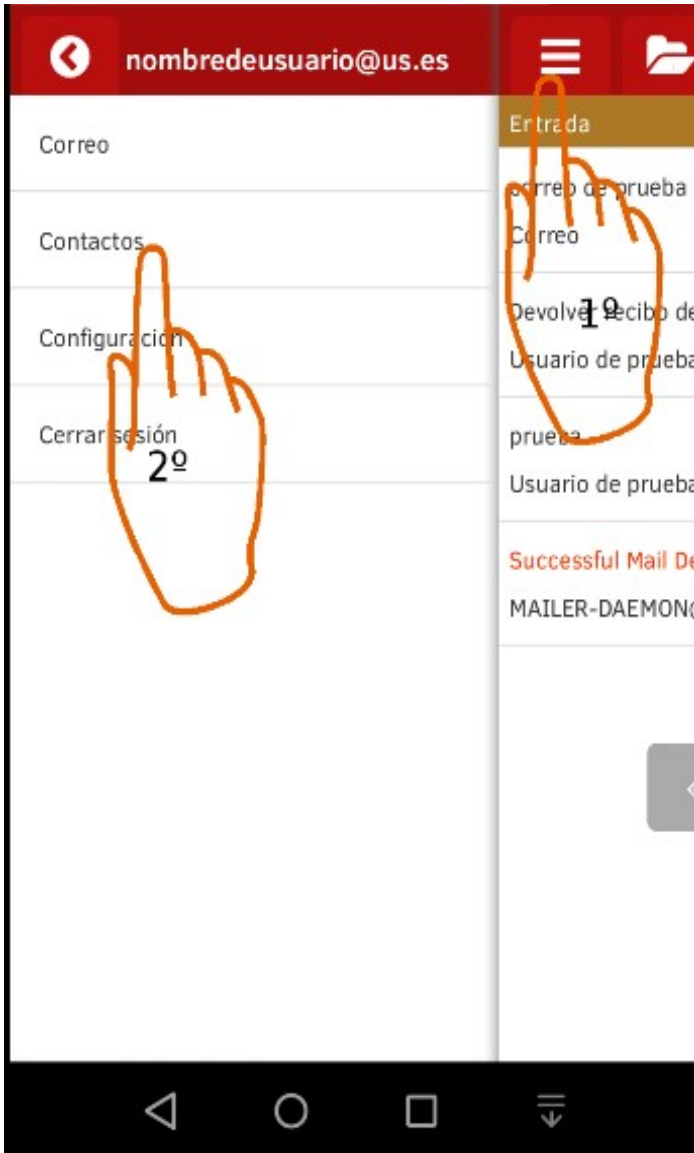 nombredeusuario@us.es
Correo
Contactos
Configuración
Cerrar sesión
2º
Entrada
correo de prueba
Correo
Devolver recibo de
Usuario de prueba
1º
prueba
Usuario de prueba
Successful Mail De
MAILER-DAEMON@